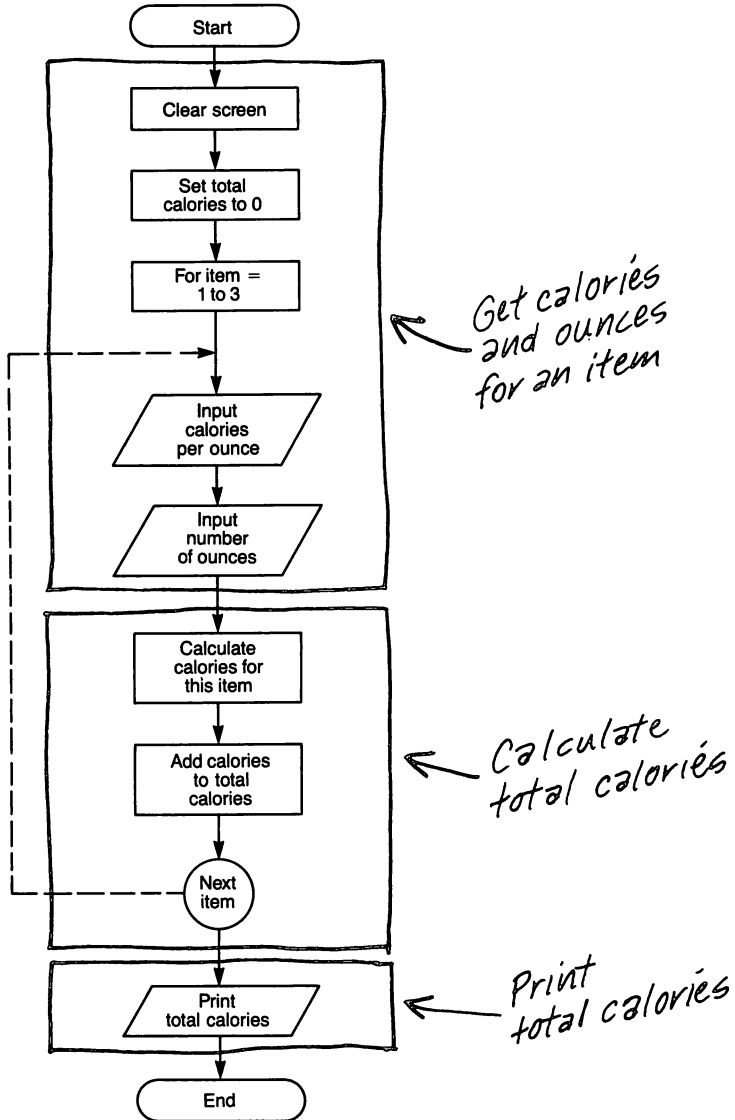 Start
Clear screen
Set total
calories to 0
For item =
1 to 3
Get calories
and ounces
for an item
Input
calories
per ounce
Input
number
of ounces
Calculate
calories for
this item
Calculate
total calories
Add calories
to total
calories
Next
item
Print
total calories
Print
total calories
End